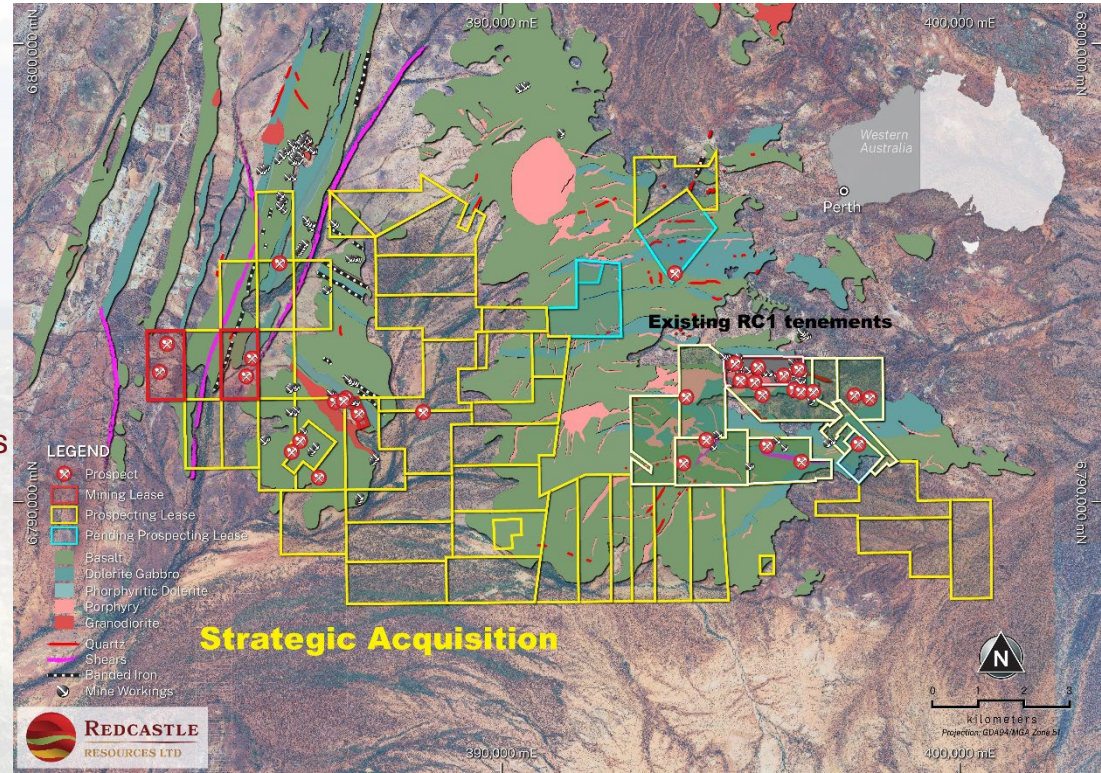 390,000 mE
400,000 mE
6,800,000 mN
6,800,000 mN
Western
Australia
Perth
Existing RC1 tenements
S
LEGEND
Prospect
Mining Lease
Prospecting Lease
Pending Prospecting Lease
Basalt
Dolerite Gabbro
Phorphyritic Dolerite
Porphyry
Granodiorite
Quartz
Shears
Banded Iron
Mine Workings
6,790,000 mN
6,790,000 mN
Strategic Acquisition
N
0 1 2 3
kilometers
Projection: GDA94/MGA Zone 51
REDCASTLE
RESOURCES LTD
390,000 mE
400,000 mE